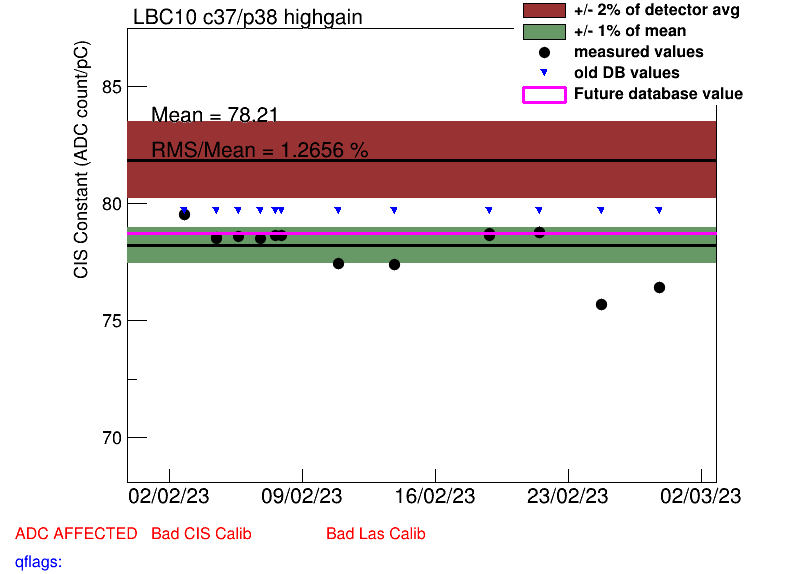 LBC10 c37/p38 highgain
+/- 2% of detector avg
+/- 1% of mean
measured values
old DB values
Future database value
Mean = 78.21
RMS/Mean = 1.2656 %
CIS Constant (ADC count/pC)
85
80
75
70
02/02/23 09/02/23 16/02/23 23/02/23 02/03/23
ADC AFFECTED Bad CIS Calib Bad Las Calib
qflags: